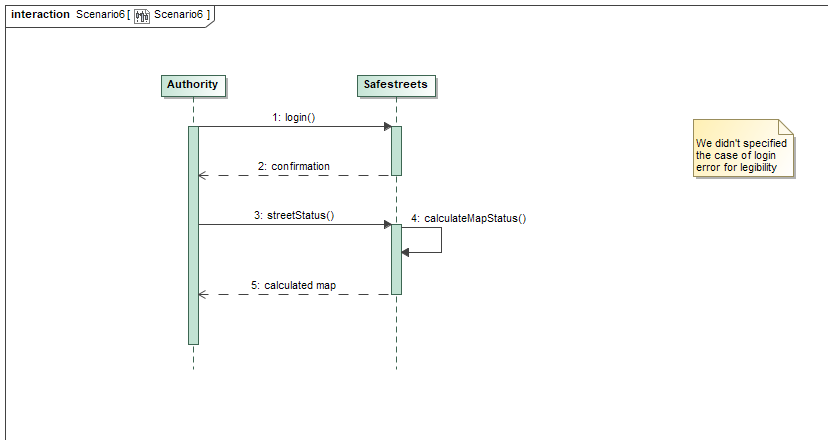 interaction Scenario6 [ Scenario6 ]
Authority
Safestreets
1: login()
2: confirmation
3: streetStatus()
4: calculateMapStatus()
5: calculated map
We didn't specified
the case of login
error for legibility